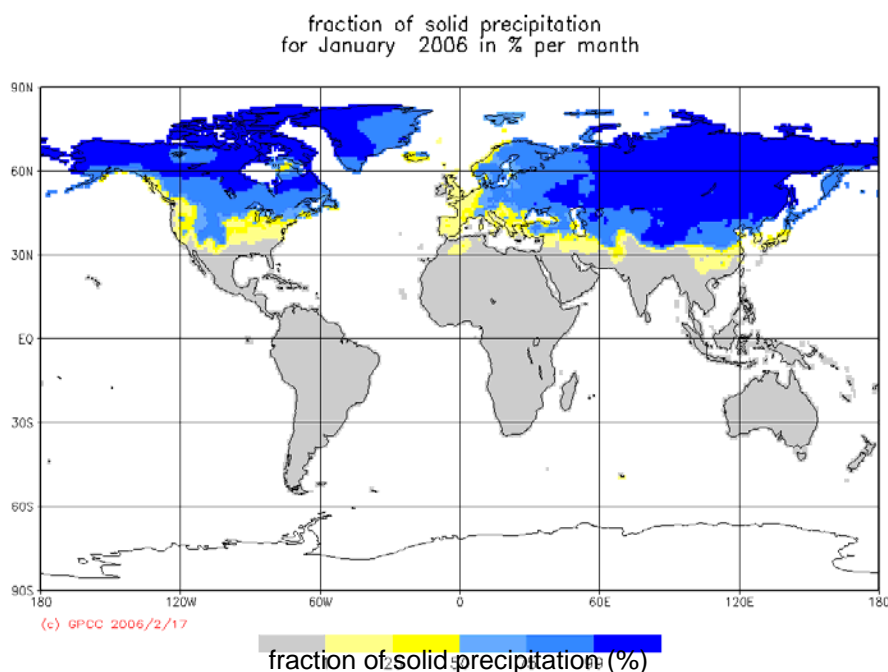 fraction of solid precipitation
for January 2006 in % per month
90N
60N
30N
EQ
30S
60S
90S
180 120W 60W 0 60E 120E 180
(c) GPCC 2006/2/17
fraction of solid precipitation (%)